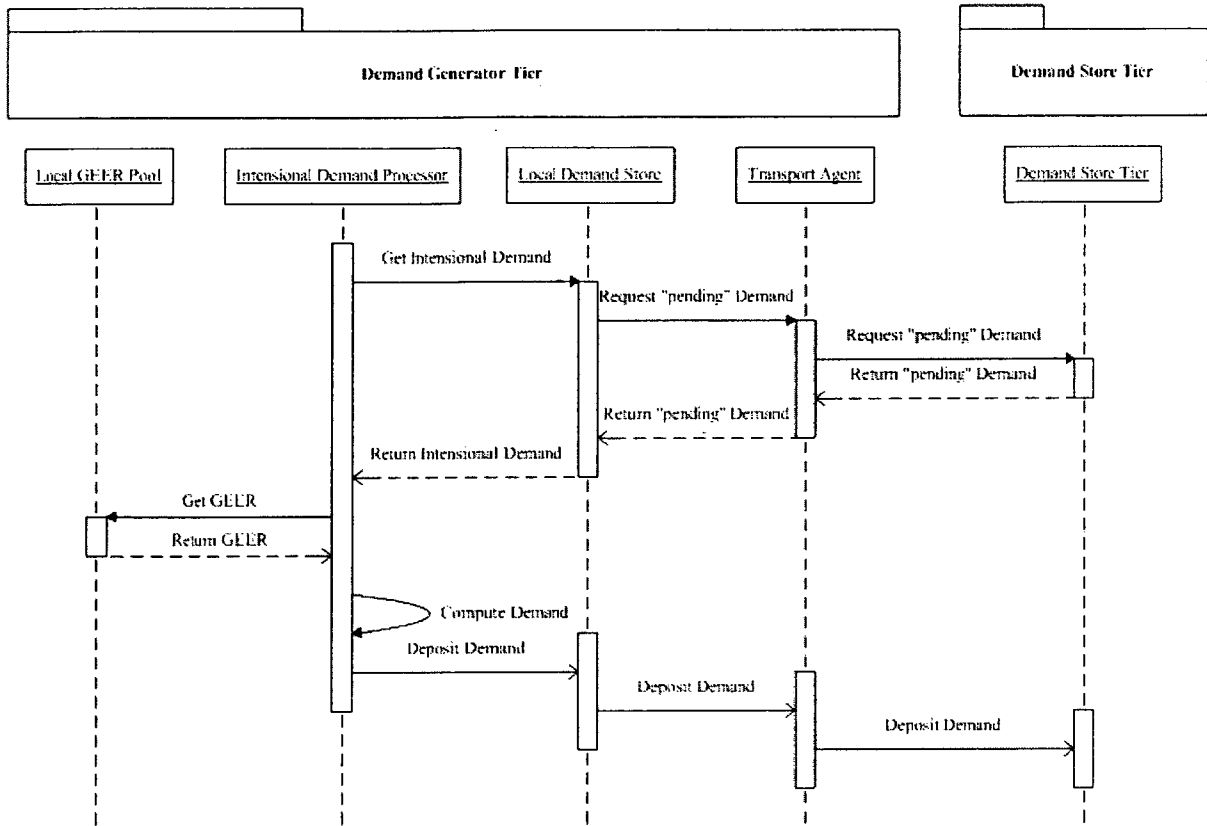 Demand Generator Tier
Demand Store Tier
Local GEER Pool
Intensional Demand Processor
Local Demand Store
Transport Agent
Demand Store Tier
Get Intensional Demand
Request "pending" Demand
Request "pending" Demand
Return "pending" Demand
Return "pending" Demand
Return Intensional Demand
Get GEER
Return GEER
Compute Demand
Deposit Demand
Deposit Demand
Deposit Demand